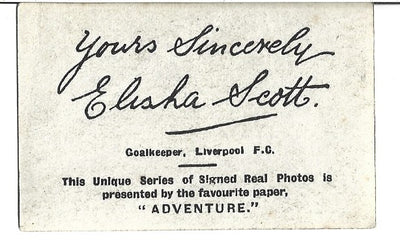 Yours Sincerely
Elisha Scott.
Goalkeeper, Liverpool F.C.
This Unique Series of Signed Real Photos is
presented by the favourite paper,
"ADVENTURE."